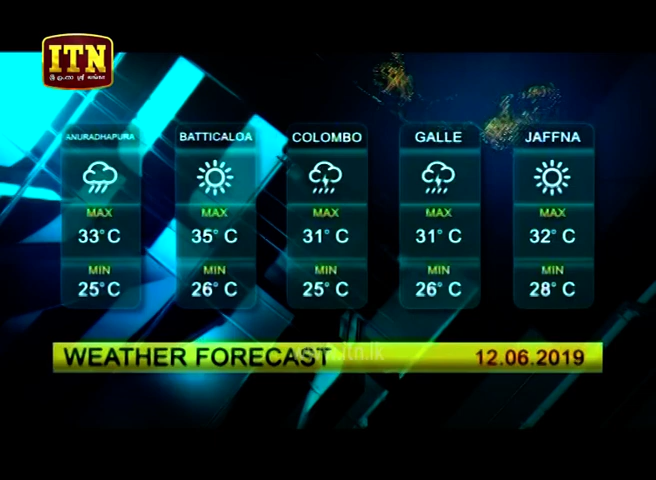 ITN
ANURADHAPURA
MAX
33° C
MIN
25° C
BATTICALOA
MAX
35° C
MIN
26° C
COLOMBO
MAX
31° C
MIN
25° C
GALLE
MAX
31° C
MIN
26° C
JAFFNA
MAX
32° C
MIN
28° C
WEATHER FORECAST
12.06.2019